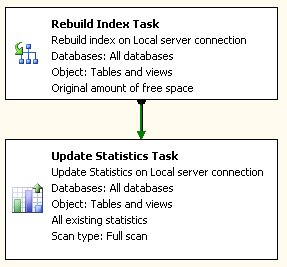 Rebuild Index Task
Rebuild index on Local server connection
Databases: All databases
Object: Tables and views
Original amount of free space
Update Statistics Task
Update Statistics on Local server connection
Databases: All databases
Object: Tables and views
All existing statistics
Scan type: Full scan